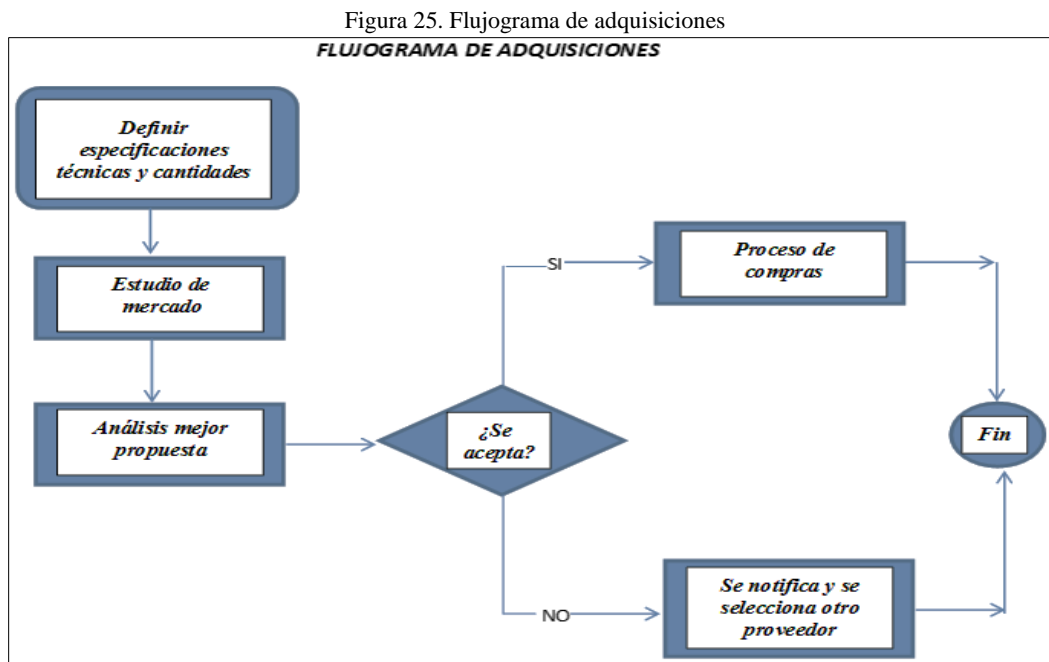 Figura 25. Flujograma de adquisiciones
FLUJOGRAMA DE ADQUISICIONES
Definir
especificaciones
técnicas y cantidades
Estudio de
mercado
Análisis mejor
propuesta
¿Se
acepta?
SI
Proceso de
compras
NO
Se notifica y se
selecciona otro
proveedor
Fin